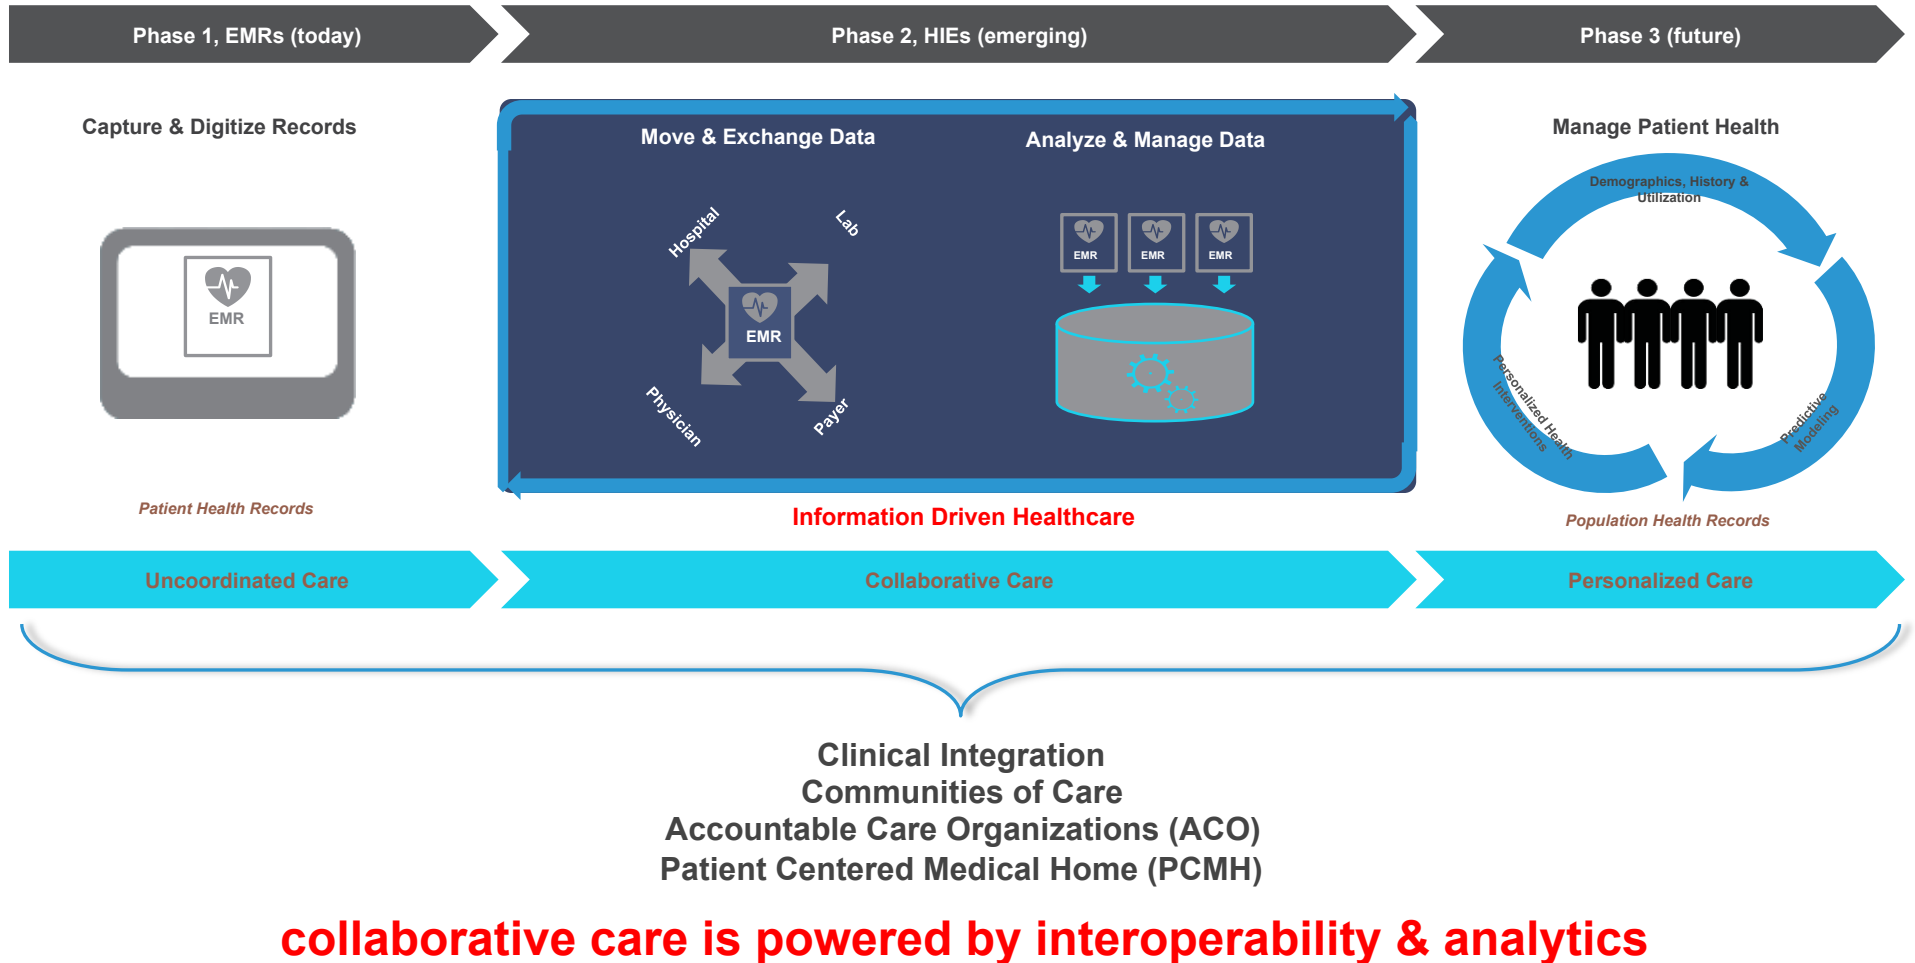 Phase 1, EMRs (today)
Phase 2, HIEs (emerging)
Phase 3 (future)
Capture & Digitize Records
EMR
Patient Health Records
Move & Exchange Data
Hospital
Lab
EMR
Physician
Payer
Analyze & Manage Data
EMR
EMR
EMR
Information Driven Healthcare
Manage Patient Health
Demographics, History &
Utilization
Personalized Health
Interventions
Predictive
Modeling
Population Health Records
Uncoordinated Care
Collaborative Care
Personalized Care
Clinical Integration
Communities of Care
Accountable Care Organizations (ACO)
Patient Centered Medical Home (PCMH)
collaborative care is powered by interoperability & analytics